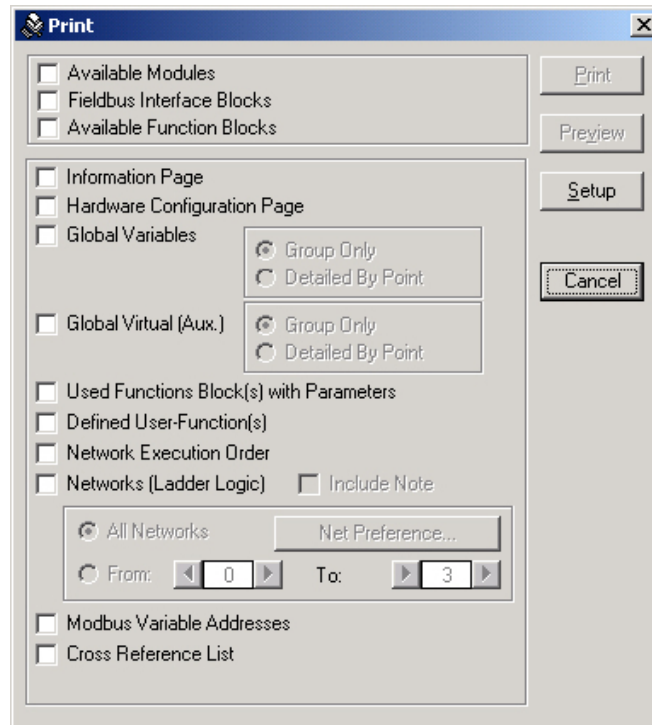 Print
Available Modules
Fieldbus Interface Blocks
Available Function Blocks
Print
Preview
Setup
Cancel
Information Page
Hardware Configuration Page
Global Variables
Group Only
Detailed By Point
Global Virtual (Aux.)
Group Only
Detailed By Point
Used Functions Block(s) with Parameters
Defined User-Function(s)
Network Execution Order
Networks (Ladder Logic) Include Note
All Networks Net Preference...
From: 0 To: 3
Modbus Variable Addresses
Cross Reference List